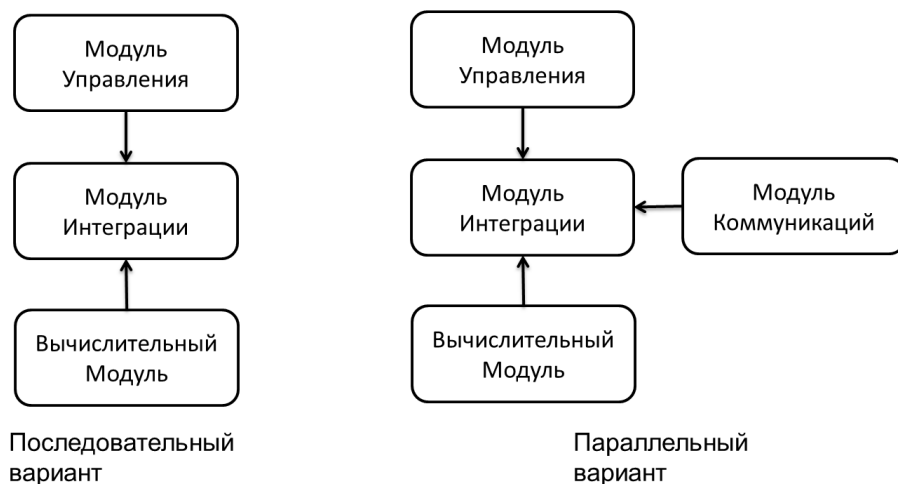 Модуль
Управления
Модуль
Интеграции
Вычислительный
Модуль
Последовательный
вариант
Модуль
Управления
Модуль
Интеграции
Модуль
Коммуникаций
Вычислительный
Модуль
Параллельный
вариант